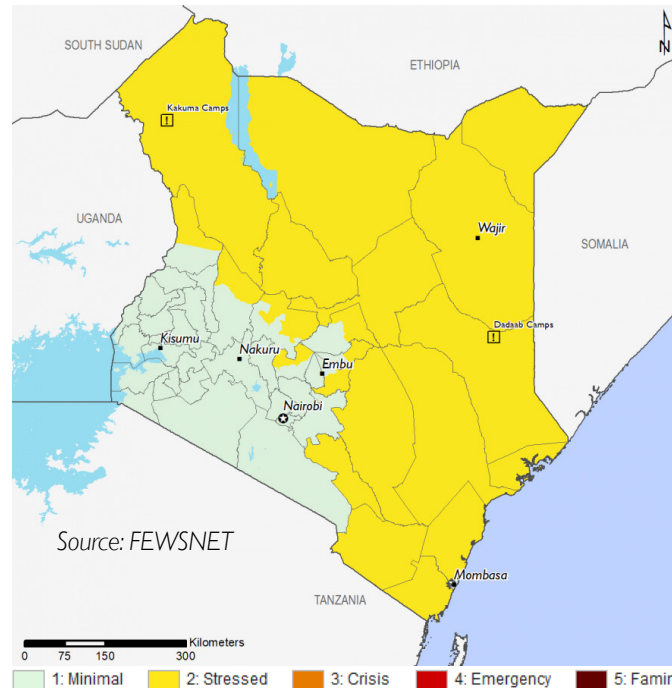 SOUTH SUDAN
ETHIOPIA
N
Kakuma Camps
!
UGANDA
Wajir
SOMALIA
Dadaab Camps
!
Kisumu
Nakuru
Embu
Nairobi
Source: FEWSNET
Mombasa
TANZANIA
Kilometers
0 75 150 300
1: Minimal 2: Stressed 3: Crisis 4: Emergency 5: